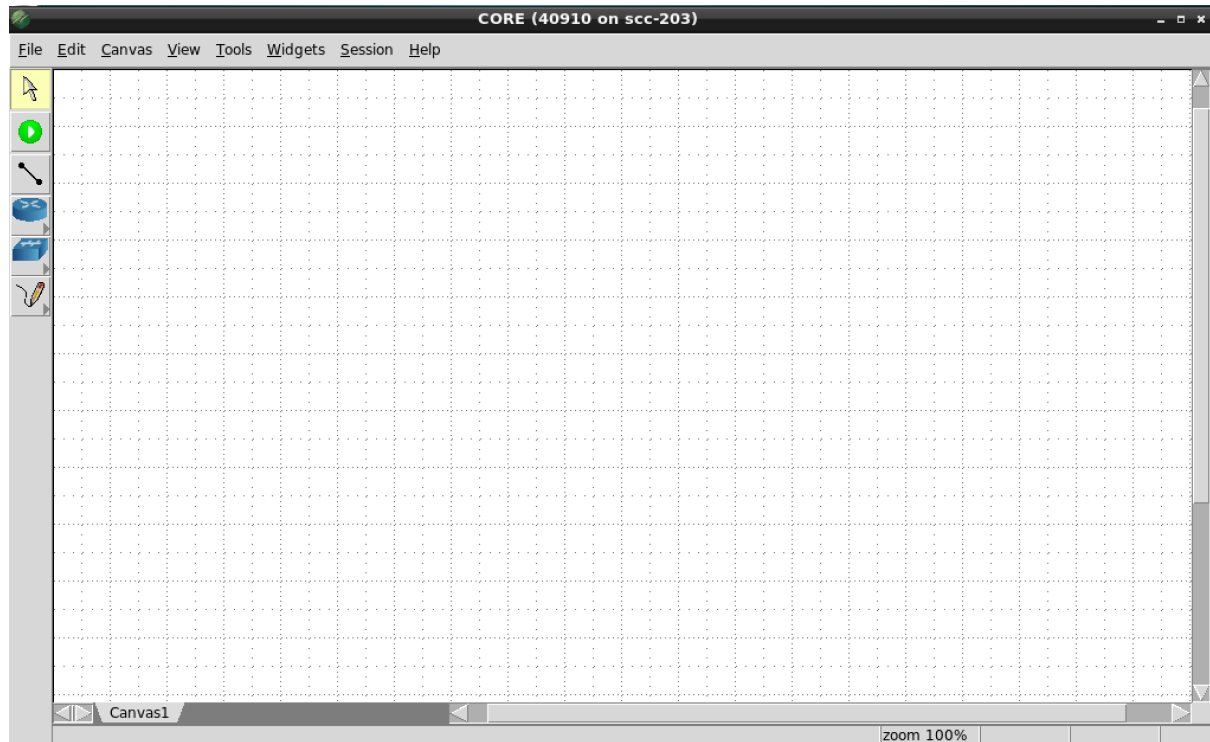 CORE (40910 on scc-203)
File Edit Canvas View Tools Widgets Session Help
Canvas1
zoom 100%